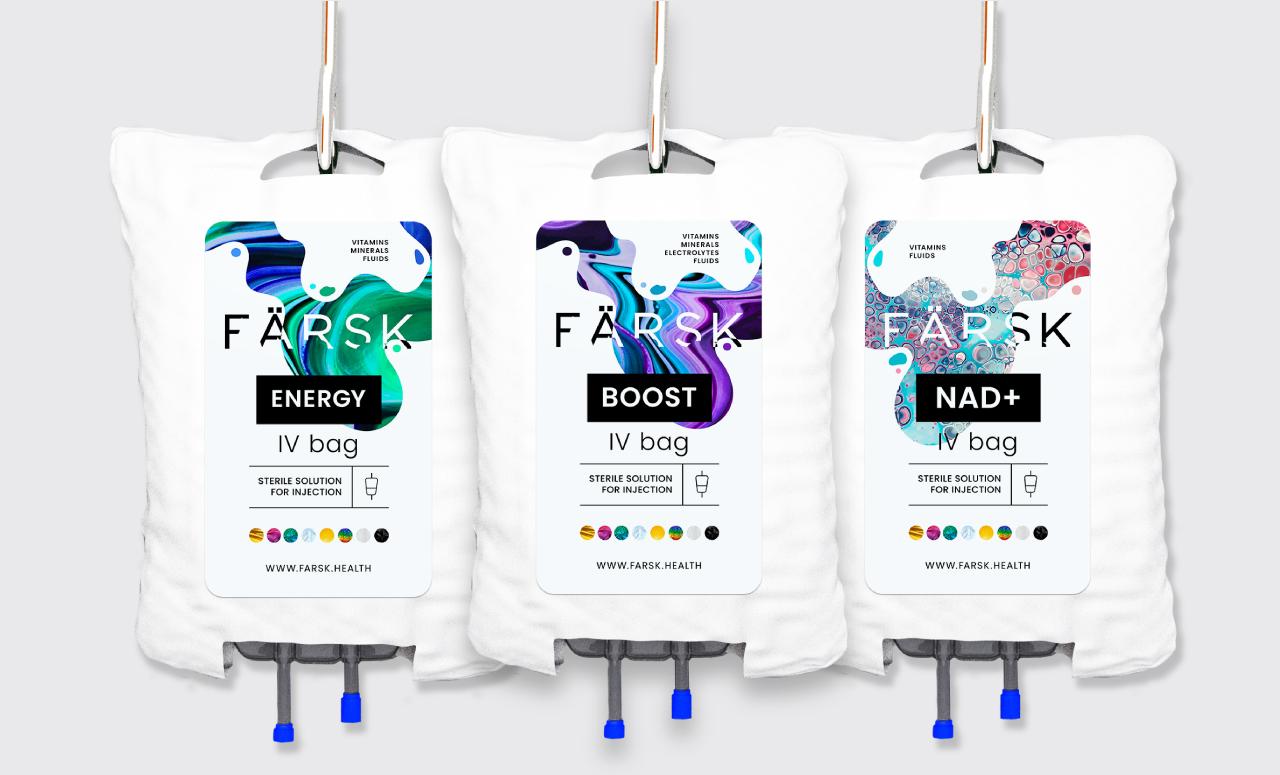 VITAMINS
MINERALS
FLUIDS
FÄRSK
ENERGY
IV bag
STERILE SOLUTION
FOR INJECTION
WWW.FARSK.HEALTH
VITAMINS
MINERALS
ELECTROLYTES
FLUIDS
FÄRSK
BOOST
IV bag
STERILE SOLUTION
FOR INJECTION
WWW.FARSK.HEALTH
VITAMINS
FLUIDS
FÄRSK
NAD+
IV bag
STERILE SOLUTION
FOR INJECTION
WWW.FARSK.HEALTH